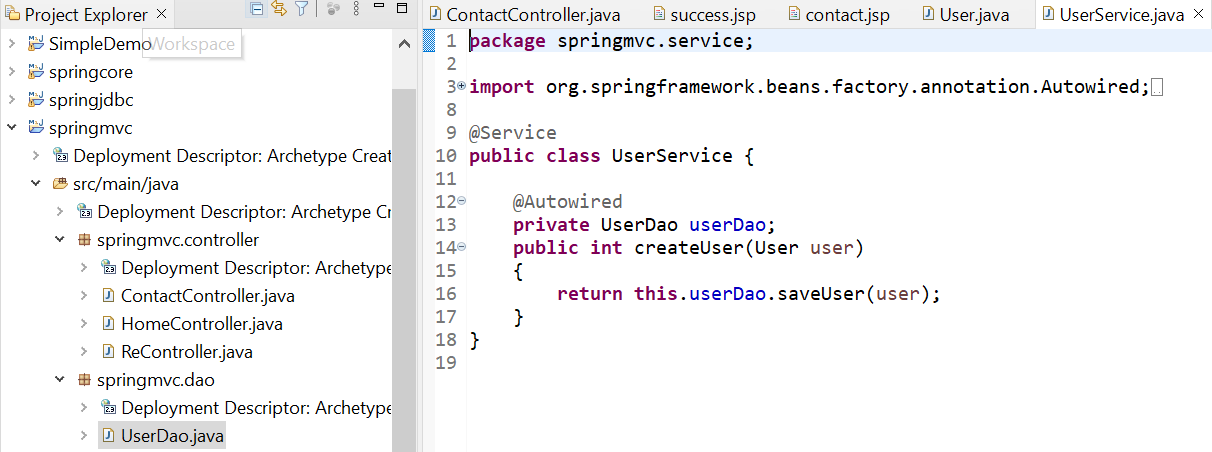 Project Explorer
Workspace
SimpleDemo
springcore
springjdbc
springmvc
Deployment Descriptor: Archetype Creat
src/main/java
Deployment Descriptor: Archetype Cr
springmvc.controller
Deployment Descriptor: Archetype
ContactController.java
HomeController.java
ReController.java
springmvc.dao
Deployment Descriptor: Archetype
UserDao.java
ContactController.java success.jsp contact.jsp User.java UserService.java
1 package springmvc.service;
2
3 import org.springframework.beans.factory.annotation.Autowired;
8
9 @Service
10 public class UserService {
11
12 @Autowired
13 private UserDao userDao;
14 public int createUser(User user)
15 {
16 return this.userDao.saveUser(user);
17 }
18 }
19